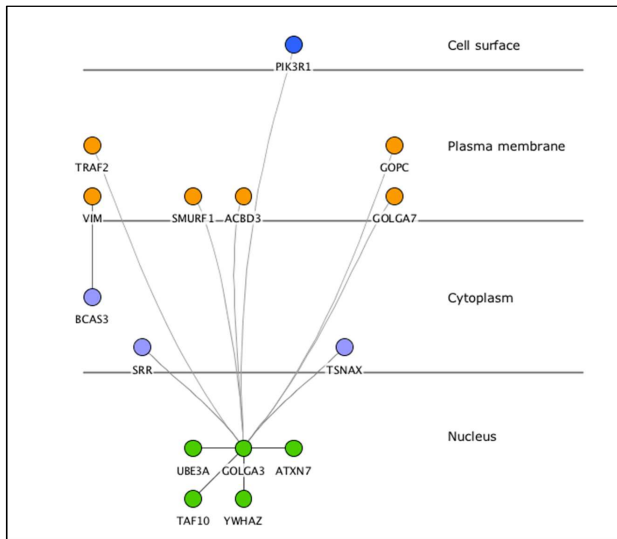 Cell surface
PIK3R1
Plasma membrane
TRAF2
GOPC
VIM
SMURF1
ACBD3
GOLGA7
Cytoplasm
BCAS3
SRR
TSNAX
Nucleus
UBE3A
GOLGA3
ATXN7
TAF10
YWHAZ